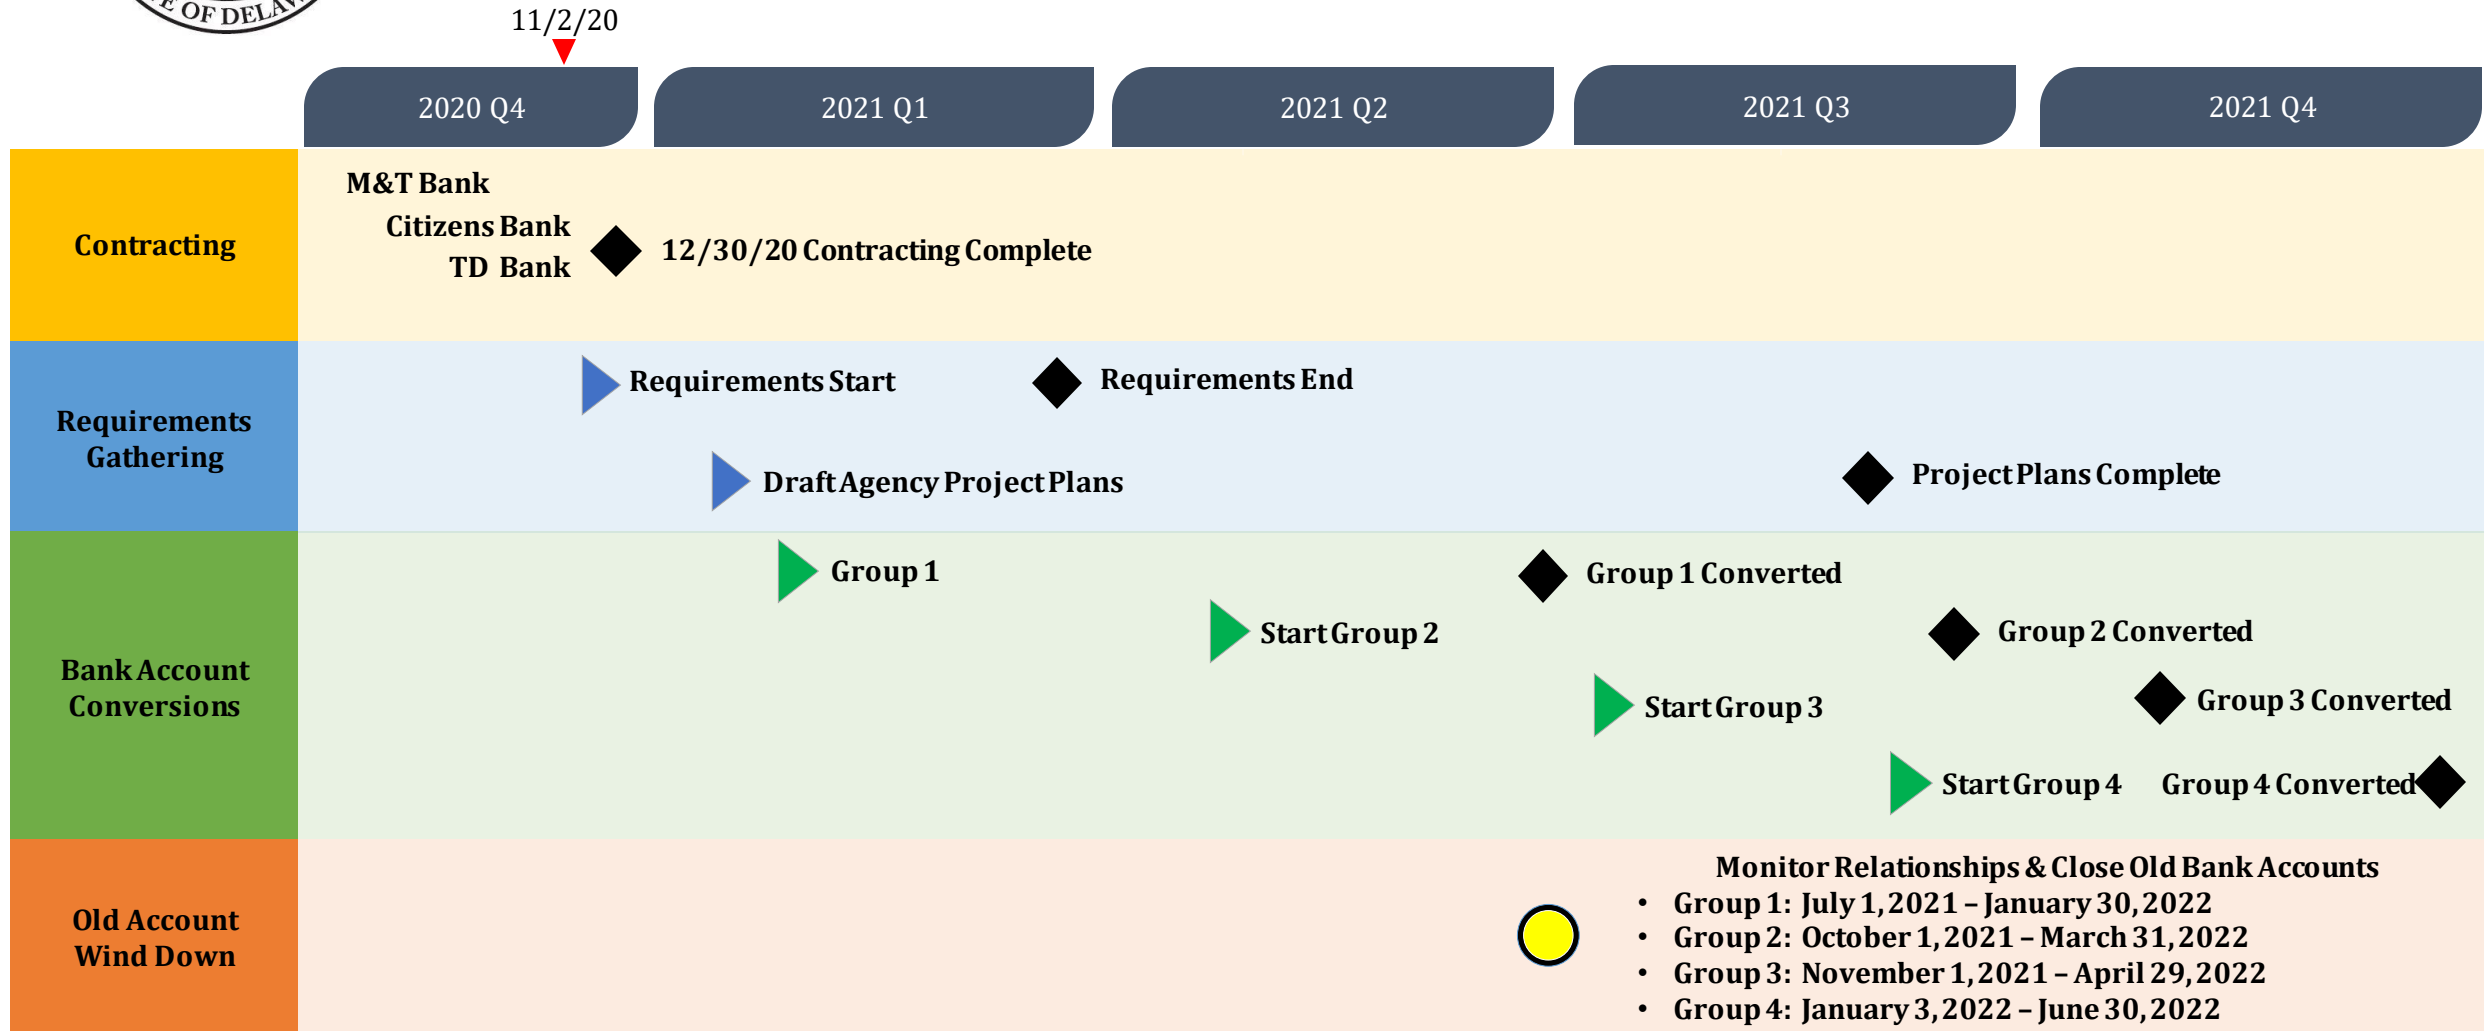 OF DELAW
11/2/20
2020 Q4
2021 Q1
2021 Q2
2021 Q3
2021 Q4
Contracting
M&T Bank
Citizens Bank
TD Bank
12/30/20 Contracting Complete
Requirements
Gathering
Requirements Start
Requirements End
Draft Agency Project Plans
Project Plans Complete
Bank Account
Conversions
Group 1
Group 1 Converted
Start Group 2
Group 2 Converted
Start Group 3
Group 3 Converted
Start Group 4
Group 4 Converted
Old Account
Wind Down
Monitor Relationships & Close Old Bank Accounts
• Group 1: July 1, 2021 – January 30, 2022
• Group 2: October 1, 2021 – March 31, 2022
• Group 3: November 1, 2021 – April 29, 2022
• Group 4: January 3, 2022 – June 30, 2022